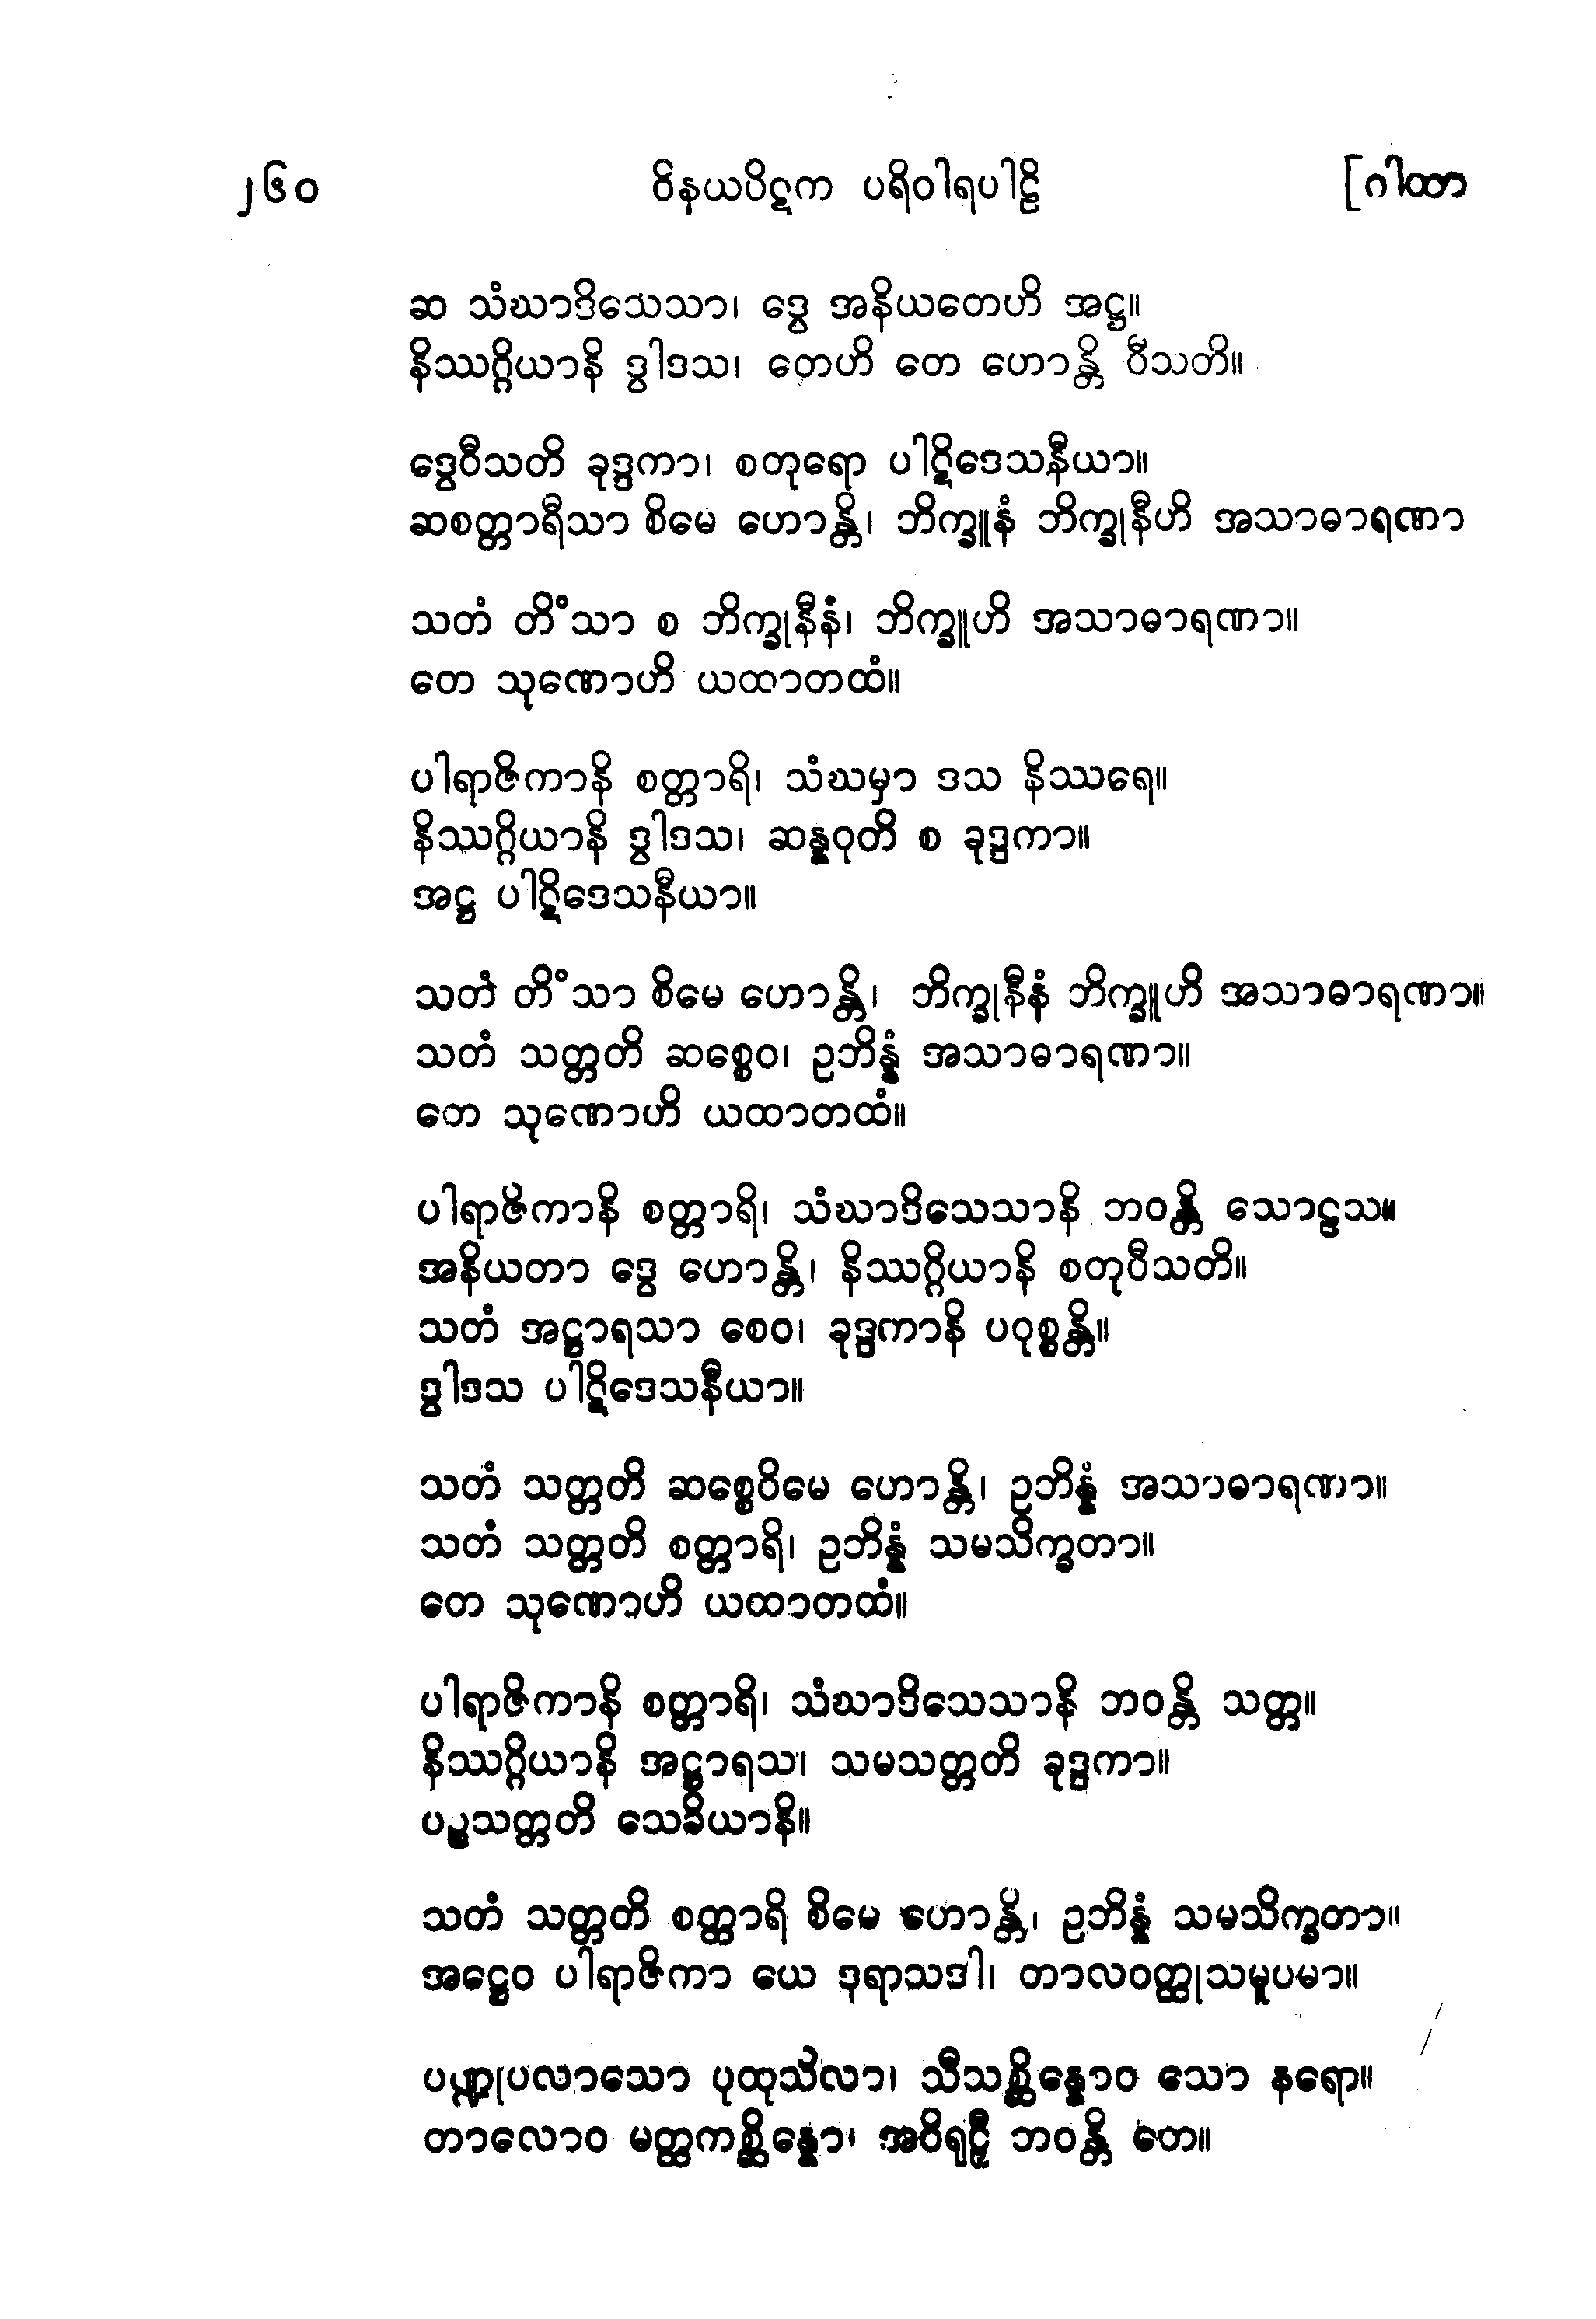 ၂၆၀ ဝိနယပိဋက ပရိဝါရပါဠိ [ဂါထာ
ဆ သံဃာဒိသေသာ၊ ဒွေ အနိယတေဟိ အဋ္ဌ။
နိဿဂ္ဂိယာနိ ဒွါဒသ၊ တေဟိ တေ ဟောန္တိ ဝီသတိ။
ဒွေဝီသတိ ခုဒ္ဒကာ၊ စတုရော ပါဋိဒေသနီယာ။
ဆစတ္တာရီသာ စိမေ ဟောန္တိ၊ ဘိက္ခူနံ ဘိက္ခုနီဟိ အသာဓာရဏာ
သတံ တိံသာ စ ဘိက္ခုနီနံ၊ ဘိက္ခူဟိ အသာဓာရဏာ။
တေ သုဏောဟိ ယထာတထံ။
ပါရာဇိကာနိ စတ္တာရိ၊ သံဃမှာ ဒသ နိဿရေ။
နိဿဂ္ဂိယာနိ ဒွါဒသ၊ ဆန္နဝုတိ စ ခုဒ္ဒကာ။
အဋ္ဌ ပါဋိဒေသနီယာ။
သတံ တိံသာ စိမေ ဟောန္တိ၊ ဘိက္ခုနီနံ ဘိက္ခူဟိ အသာဓာရဏာ။
သတံ သတ္တတိ ဆစ္စေဝ၊ ဥဘိန္နံ အသာဓာရဏာ။
တေ သုဏောဟိ ယထာတထံ။
ပါရာဇိကာနိ စတ္တာရိ၊ သံဃာဒိသေသာနိ ဘဝန္တိ သောဠသ။
အနိယတာ ဒွေ ဟောန္တိ၊ နိဿဂ္ဂိယာနိ စတုဝီသတိ။
သတံ အဋ္ဌာရသာ စေဝ၊ ခုဒ္ဒကာနိ ပဝုစ္စန္တိ။
ဒွါဒသ ပါဋိဒေသနီယာ။
သတံ သတ္တတိ ဆစ္စေဝိမေ ဟောန္တိ၊ ဥဘိန္နံ အသာဓာရဏာ။
သတံ သတ္တတိ စတ္တာရိ၊ ဥဘိန္နံ သမသိက္ခတာ။
တေ သုဏောဟိ ယထာတထံ။
ပါရာဇိကာနိ စတ္တာရိ၊ သံဃာဒိသေသာနိ ဘဝန္တိ သတ္တ။
နိဿဂ္ဂိယာနိ အဋ္ဌာရသ၊ သမသတ္တတိ ခုဒ္ဒကာ။
ပဉ္စသတ္တတိ သေခိယာနိ။
သတံ သတ္တတိ စတ္တာရိ စိမေ ဟောန္တိ၊ ဥဘိန္နံ သမသိက္ခတာ။
အဋ္ဌေဝ ပါရာဇိကာ ယေ ဒုရာသဒါ၊ တာလဝတ္ထုသမူပမာ။
ပဏ္ဍုပလာသော ပုထုသိလာ၊ သီသစ္ဆိန္နောဝ သော နရော။
တာလောဝ မတ္ထကစ္ဆိန္နော၊ အဝိရုဠှီ ဘဝန္တိ တေ။